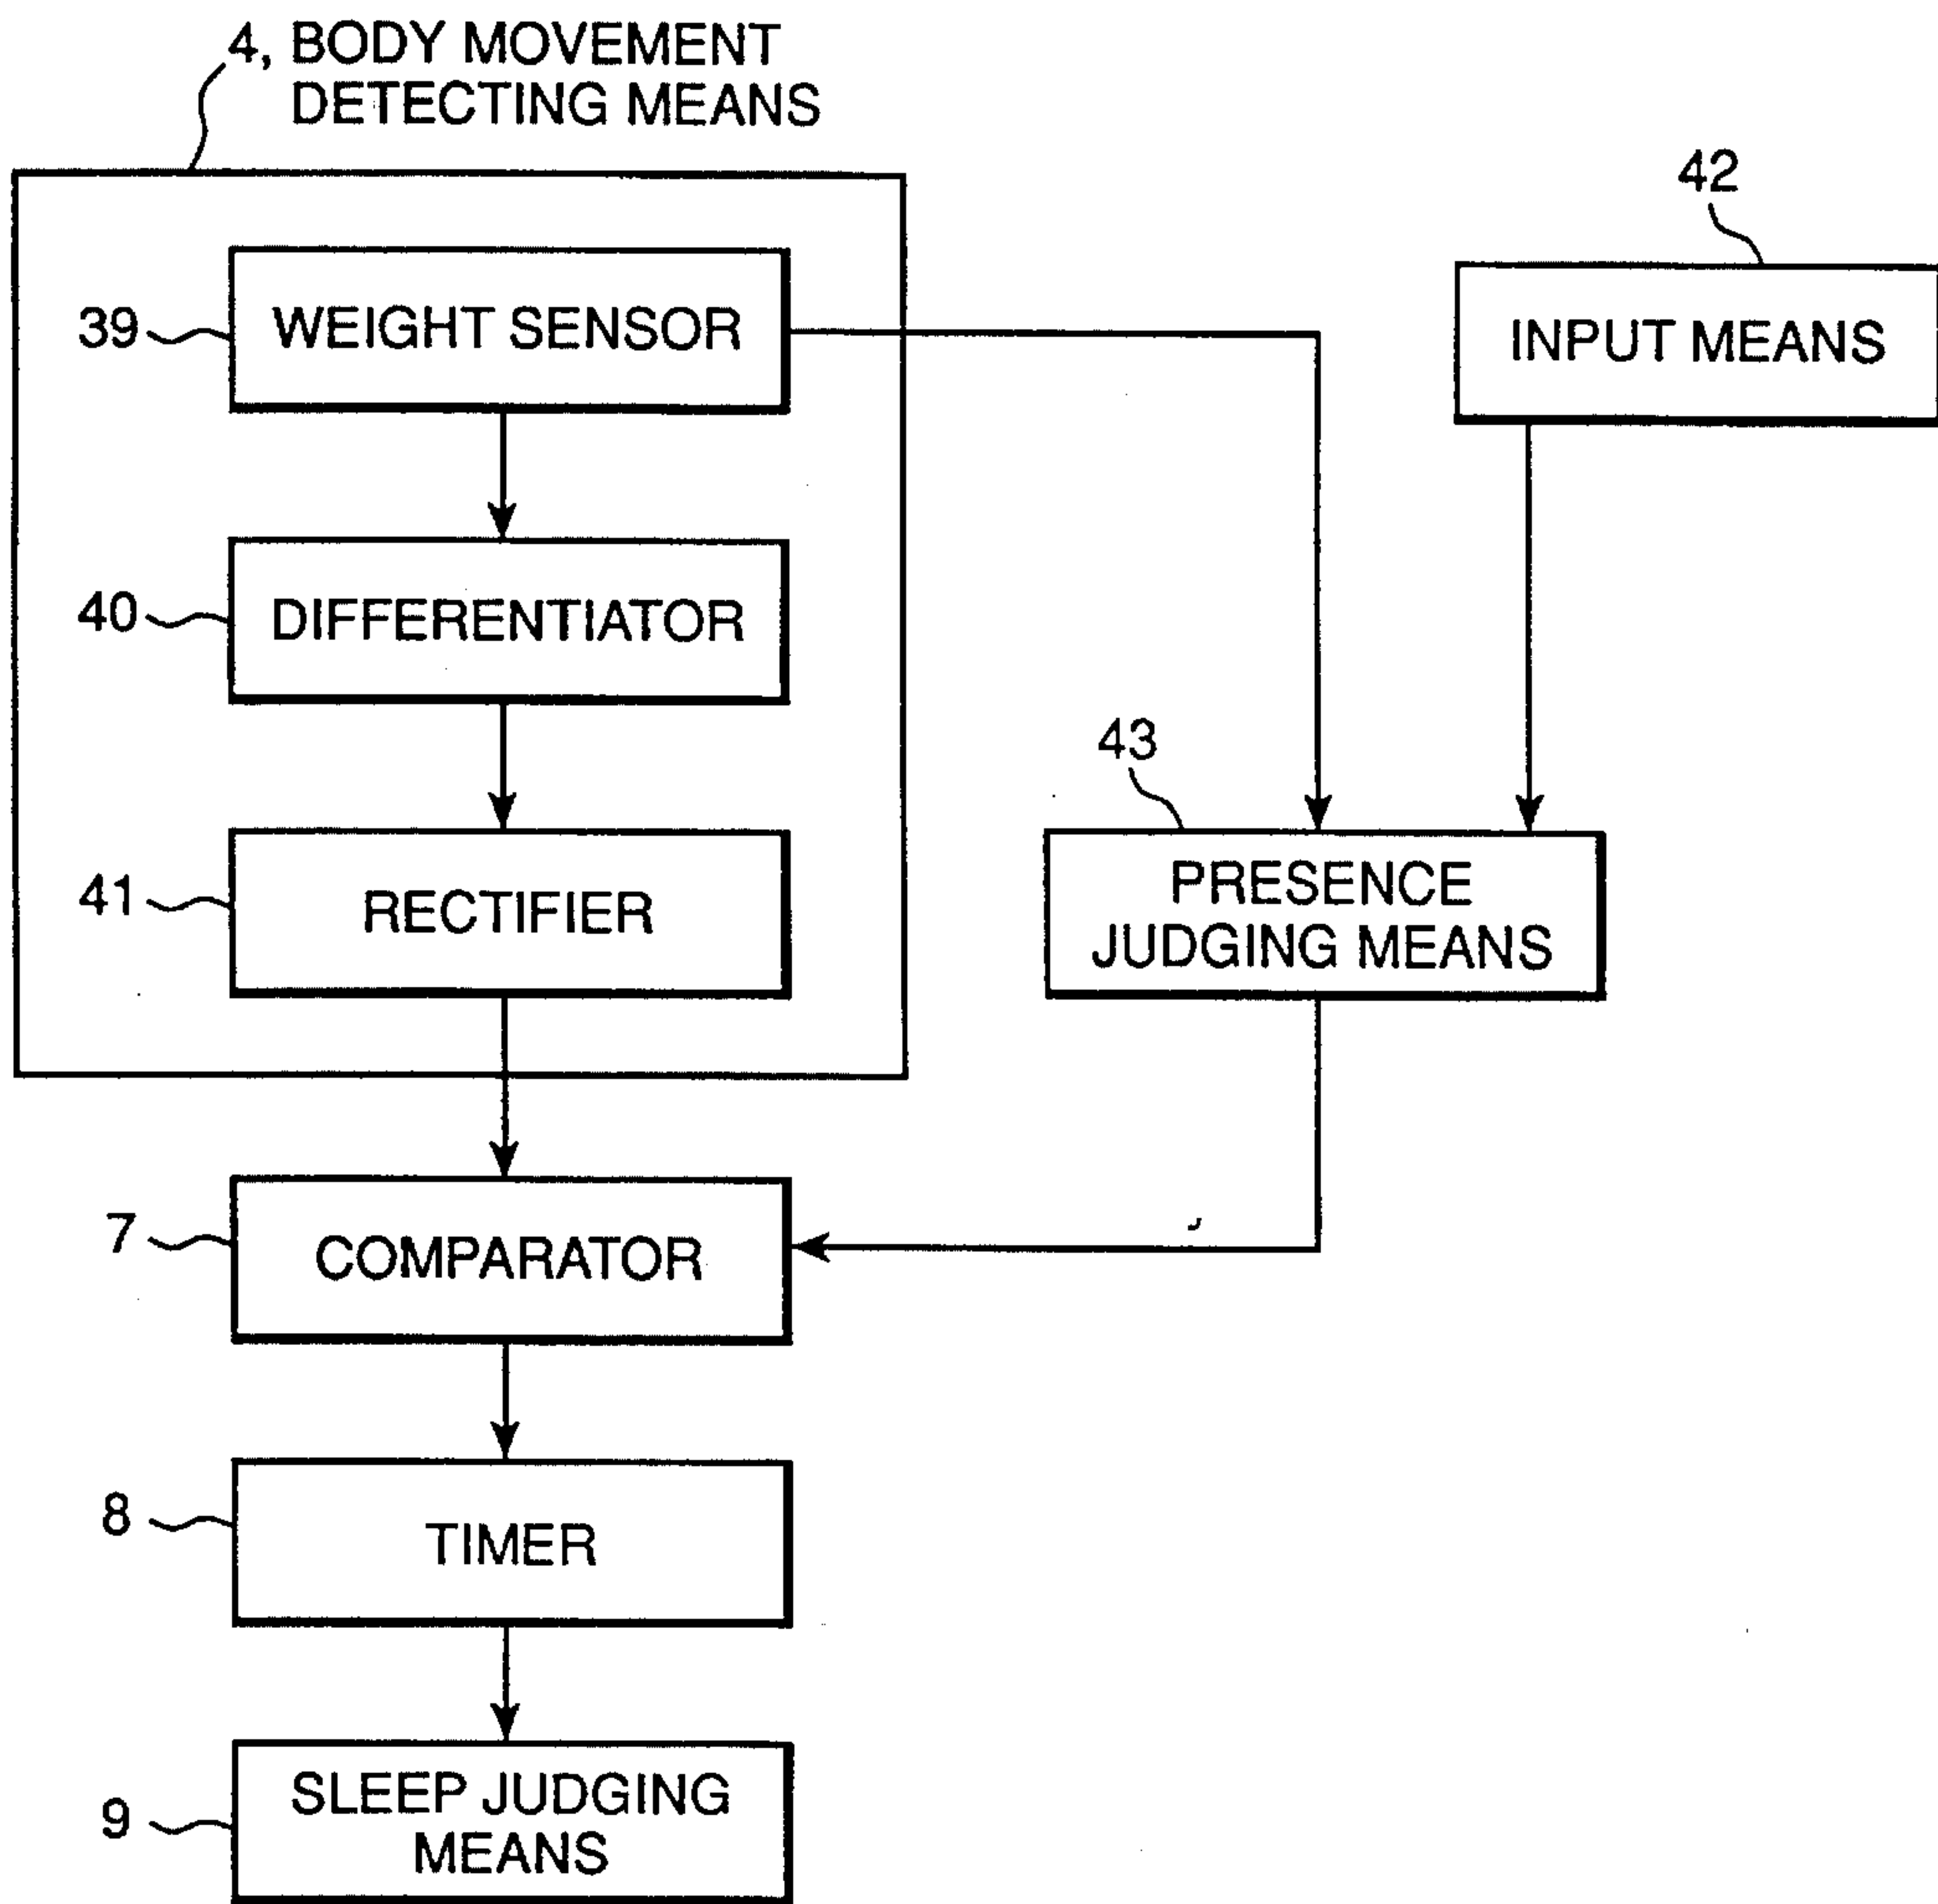 4, BODY MOVEMENT
DETECTING MEANS
42
39
WEIGHT SENSOR
INPUT MEANS
40
DIFFERENTIATOR
43
41
RECTIFIER
PRESENCE
JUDGING MEANS
7
COMPARATOR
8
TIMER
9
SLEEP JUDGING
MEANS